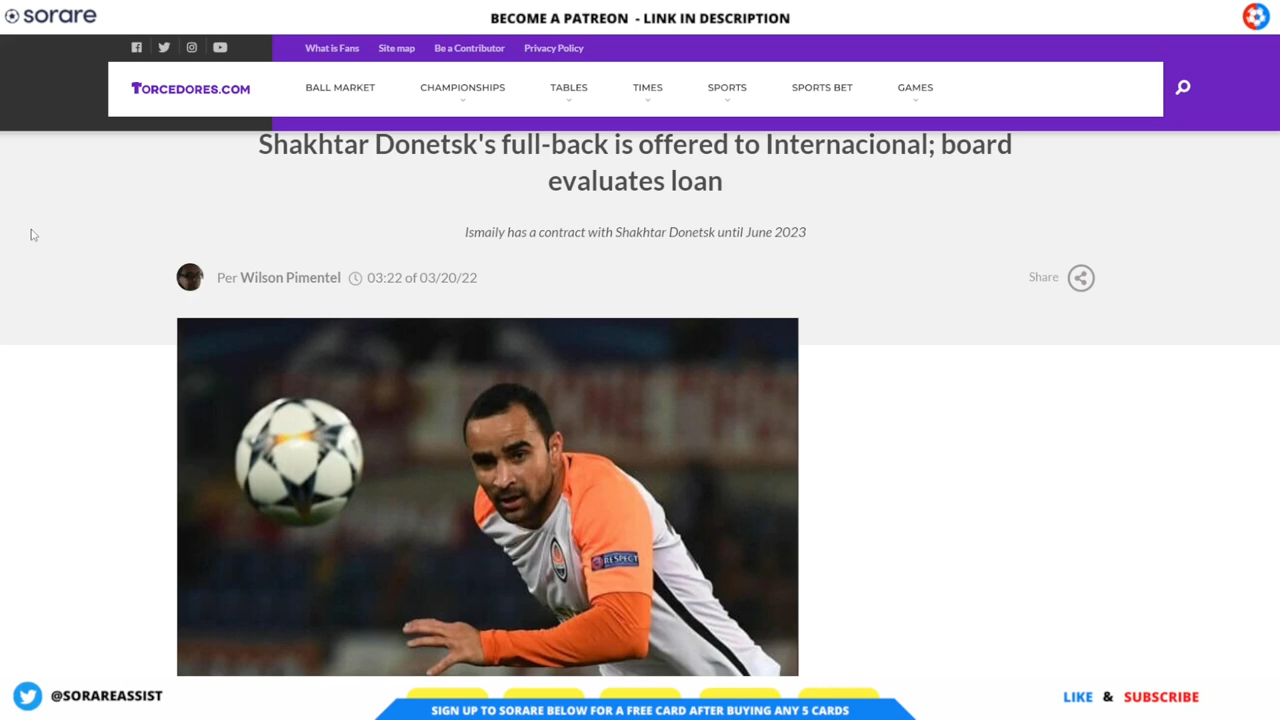 sorare
BECOME A PATREON - LINK IN DESCRIPTION
What is Fans Site map Be a Contributor Privacy Policy
TORCEDORES.COM
BALL MARKET CHAMPIONSHIPS TABLES TIMES SPORTS SPORTS BET GAMES
Shakhtar Donetsk's full-back is offered to Internacional; board
evaluates loan
Ismaily has a contract with Shakhtar Donetsk until June 2023
Per Wilson Pimentel 03:22 of 03/20/22
Share
RESPECT
@SORAREASSIST
LIKE & SUBSCRIBE
SIGN UP TO SORARE BELOW FOR A FREE CARD AFTER BUYING ANY 5 CARDS